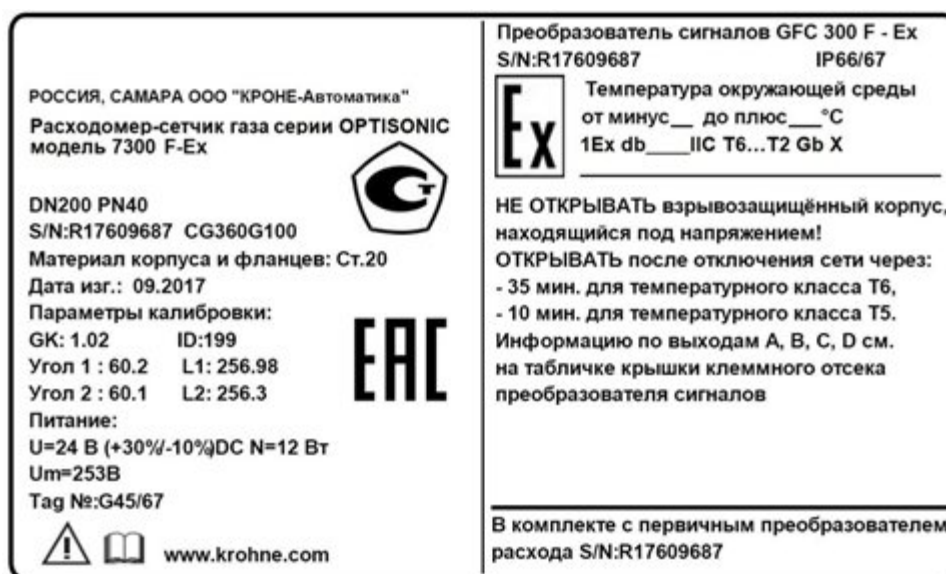 РОССИЯ, САМАРА ООО "КРОНЕ-Автоматика"
Расходомер-сетчик газа серии OPTISONIC
модель 7300 F-Ex
DN200 PN40
S/N:R17609687 CG360G100
Материал корпуса и фланцев: Ст.20
Дата изг.: 09.2017
Параметры калибровки:
GK: 1.02 ID:199
Угол 1 : 60.2 L1: 256.98
Угол 2 : 60.1 L2: 256.3
Питание:
U=24 В (+30%/-10%)DC N=12 Вт
Um=253В
Tag №:G45/67
www.krohne.com
EAC
Преобразователь сигналов GFC 300 F - Ex
S/N:R17609687 IP66/67
Ex
Температура окружающей среды
от минус__ до плюс___°C
1Ex db____IIC T6...T2 Gb X
НЕ ОТКРЫВАТЬ взрывозащищённый корпус,
находящийся под напряжением!
ОТКРЫВАТЬ после отключения сети через:
- 35 мин. для температурного класса Т6,
- 10 мин. для температурного класса Т5.
Информацию по выходам A, B, C, D см.
на табличке крышки клеммного отсека
преобразователя сигналов
В комплекте с первичным преобразователем
расхода S/N:R17609687